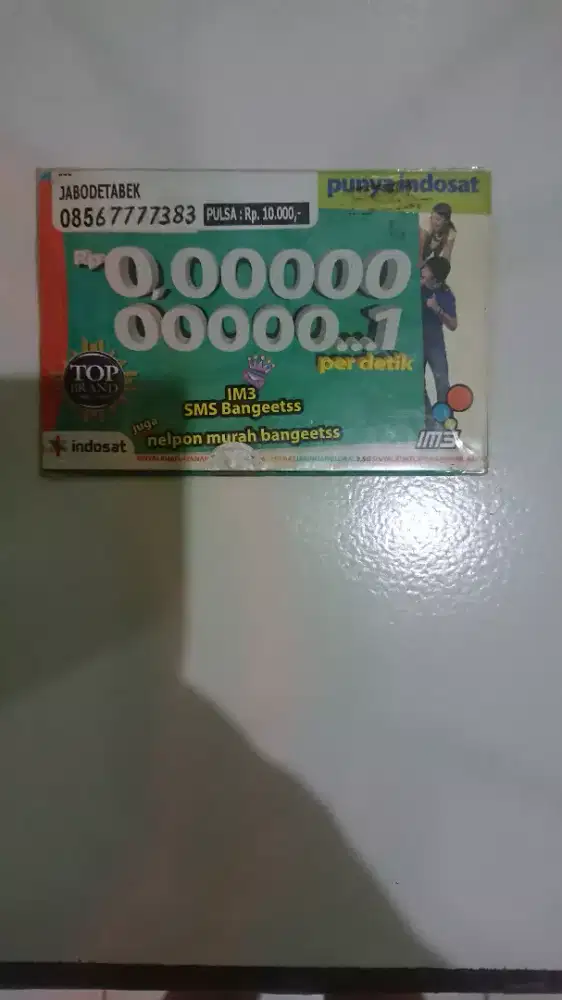 JABODETABEK
08567777383 PULSA : Rp. 10.000,-
punya indosat
Rp 0,00000
00000...1
per detik
TOP
BRAND
IM3
SMS Bangeetss
juga
nelpon murah bangeetss
indosat
IM3